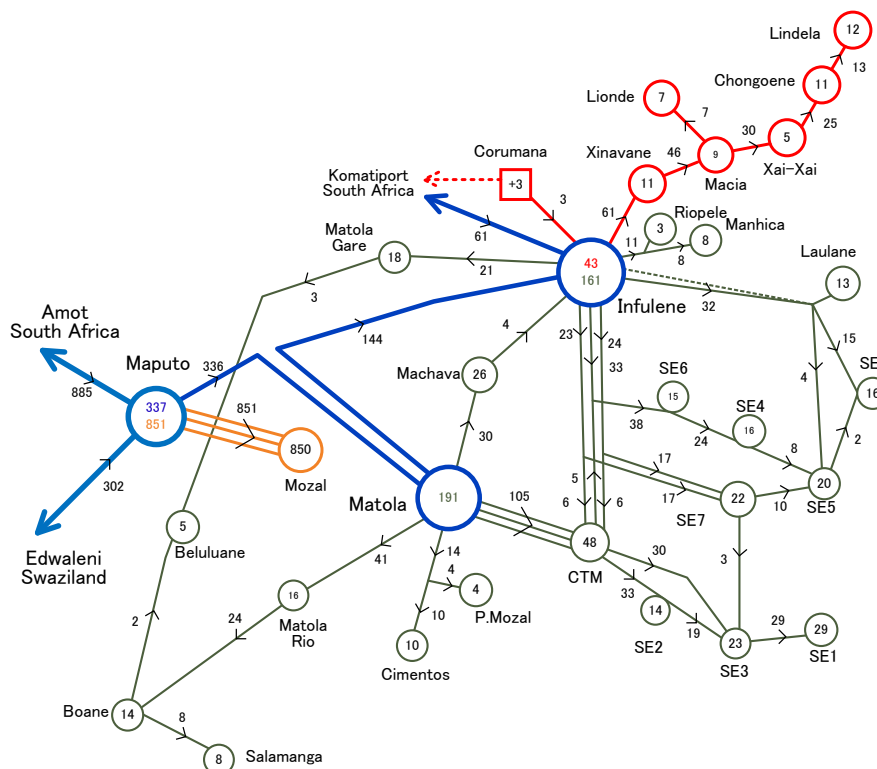 Lindela
12
13
Chongoene
11
25
Lionde
7
7
30
5
Xai-Xai
46
9
Macia
Xinavane
11
61
Corumana
+3
3
Komatiport
South Africa
61
Riopele
3
Manhica
8
11
8
Laulane
13
Matola
Gare
18
21
3
43
161
Infulene
32
15
4
SE
16
2
Amot
South Africa
885
Maputo
336
337
851
851
850
Mozal
302
Edwaleni
Swaziland
144
4
Machava
26
30
23
24
33
SE6
15
38
SE4
16
24
8
17
17
5
6
6
20
SE5
10
22
SE7
3
Matola
191
105
48
CTM
30
33
14
SE2
19
23
SE3
29
29
SE1
5
Beluluane
41
14
4
4
P.Mozal
10
10
Cimentos
16
Matola
Rio
24
2
Boane
14
8
8
Salamanga